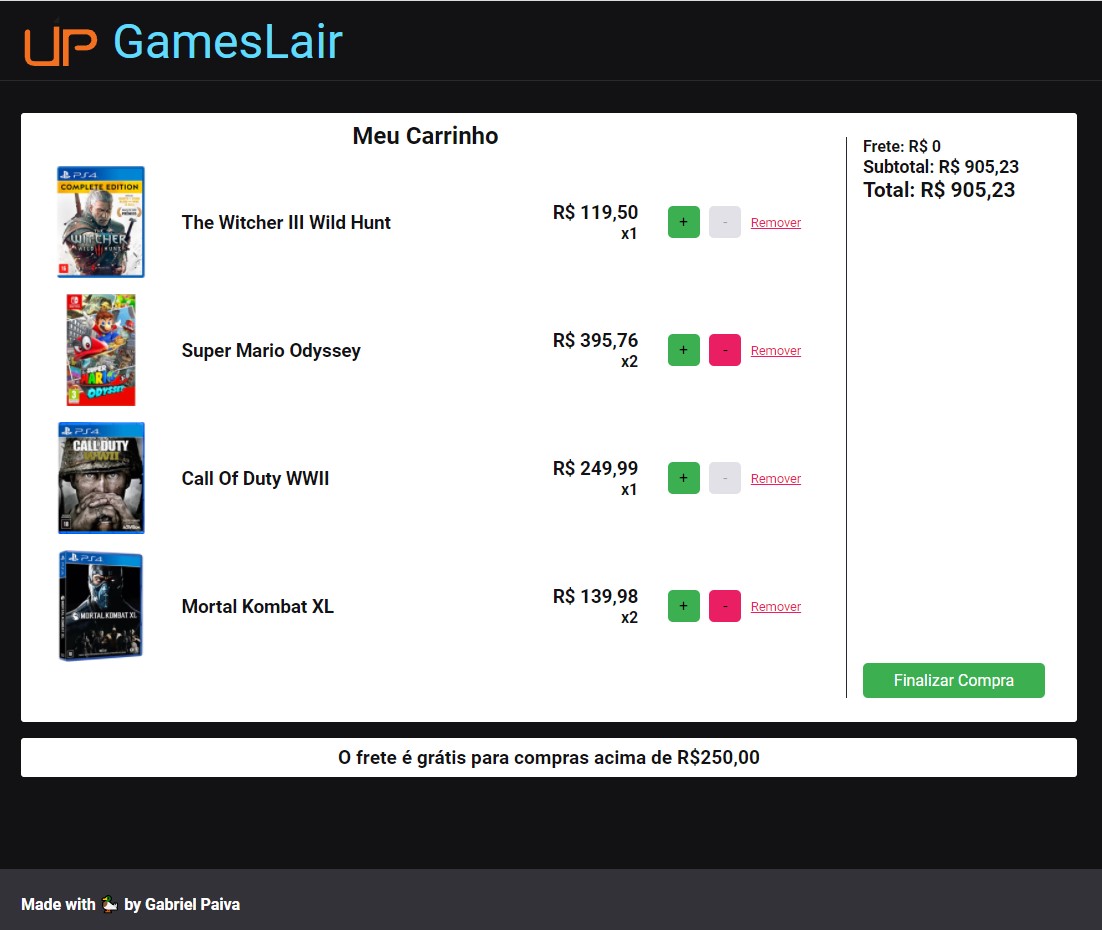 UP GamesLair
Meu Carrinho
PS4
COMPLETE EDITION
THE WITCHER
WILD HUNT
The Witcher III Wild Hunt
R$ 119,50
x1
+
-
Remover
SUPER
MARIO
ODYSSEY
Super Mario Odyssey
R$ 395,76
x2
+
-
Remover
PS4
CALL OF DUTY
WWII
Call Of Duty WWII
R$ 249,99
x1
+
-
Remover
PS4
MORTAL KOMBAT XL
Mortal Kombat XL
R$ 139,98
x2
+
-
Remover
Frete: R$ 0
Subtotal: R$ 905,23
Total: R$ 905,23
Finalizar Compra
O frete é grátis para compras acima de R$250,00
Made with 🦆 by Gabriel Paiva